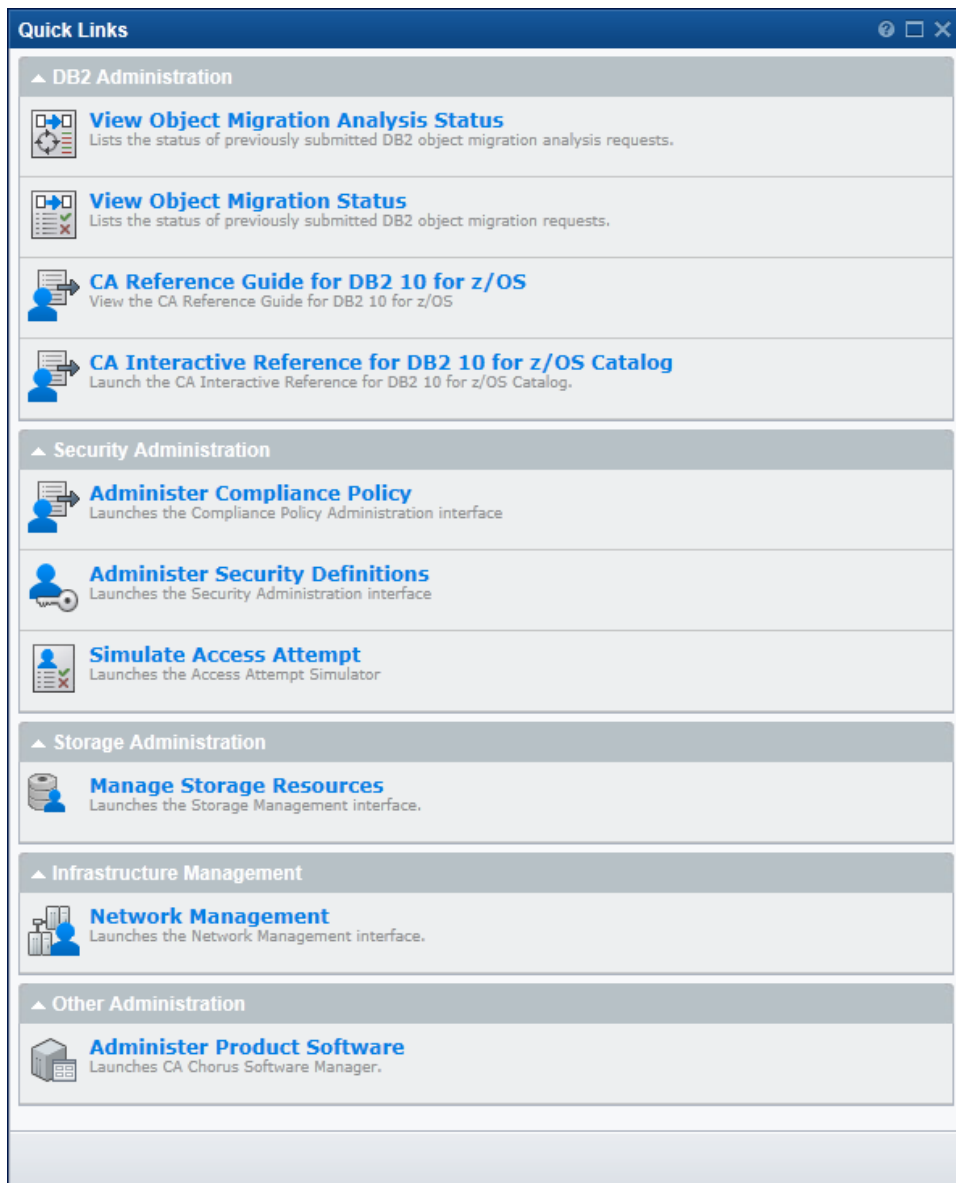 Quick Links
DB2 Administration
View Object Migration Analysis Status
Lists the status of previously submitted DB2 object migration analysis requests.
View Object Migration Status
Lists the status of previously submitted DB2 object migration requests.
CA Reference Guide for DB2 10 for z/OS
View the CA Reference Guide for DB2 10 for z/OS
CA Interactive Reference for DB2 10 for z/OS Catalog
Launch the CA Interactive Reference for DB2 10 for z/OS Catalog.
Security Administration
Administer Compliance Policy
Launches the Compliance Policy Administration interface
Administer Security Definitions
Launches the Security Administration interface
Simulate Access Attempt
Launches the Access Attempt Simulator
Storage Administration
Manage Storage Resources
Launches the Storage Management interface.
Infrastructure Management
Network Management
Launches the Network Management interface.
Other Administration
Administer Product Software
Launches CA Chorus Software Manager.